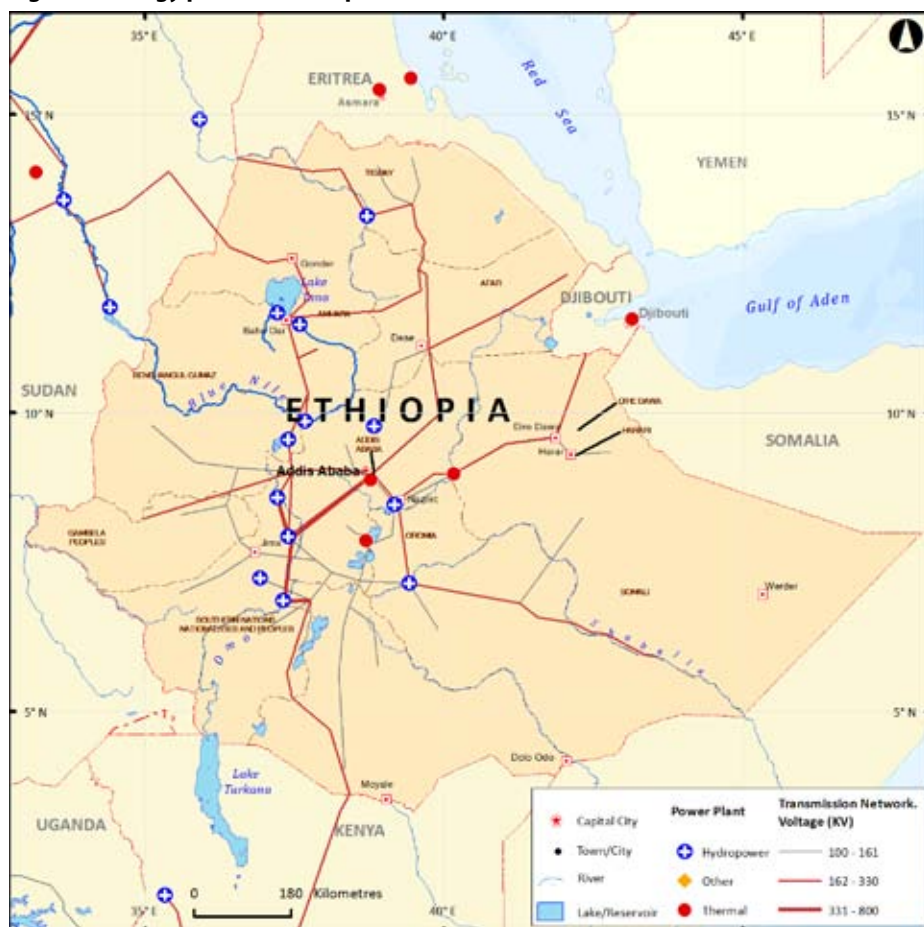 35° E
40° E
45° E
ERITREA
Asmara
Red
Sea
15° N
15° N
YEMEN
TIGRAY
Gonder
Lake
Tana
AFAR
DJIBOUTI
Djibouti
Gulf of Aden
AMHARA
Bahir Dar
Dese
SUDAN
Blue Nile
10° N
10° N
ETHIOPIA
DIRE DAWA
Dire Dawa
HARARI
Harar
SOMALIA
ADDIS
ABABA
Addis Ababa
Nazret
GAMBELA
PEOPLES
Jima
OROMIA
SOMALI
Warder
SOUTHERN NATIONS
NATIONALITIES AND PEOPLES
Omo
Shebelle
5° N
5° N
Dolo Odo
Lake
Turkana
Moyale
UGANDA
KENYA
0 180 Kilometres
35° E
40° E
Capital City
Town/City
River
Lake/Reservoir
Power Plant
Hydropower
Other
Thermal
Transmission Network.
Voltage (KV)
100 - 161
162 - 330
331 - 800